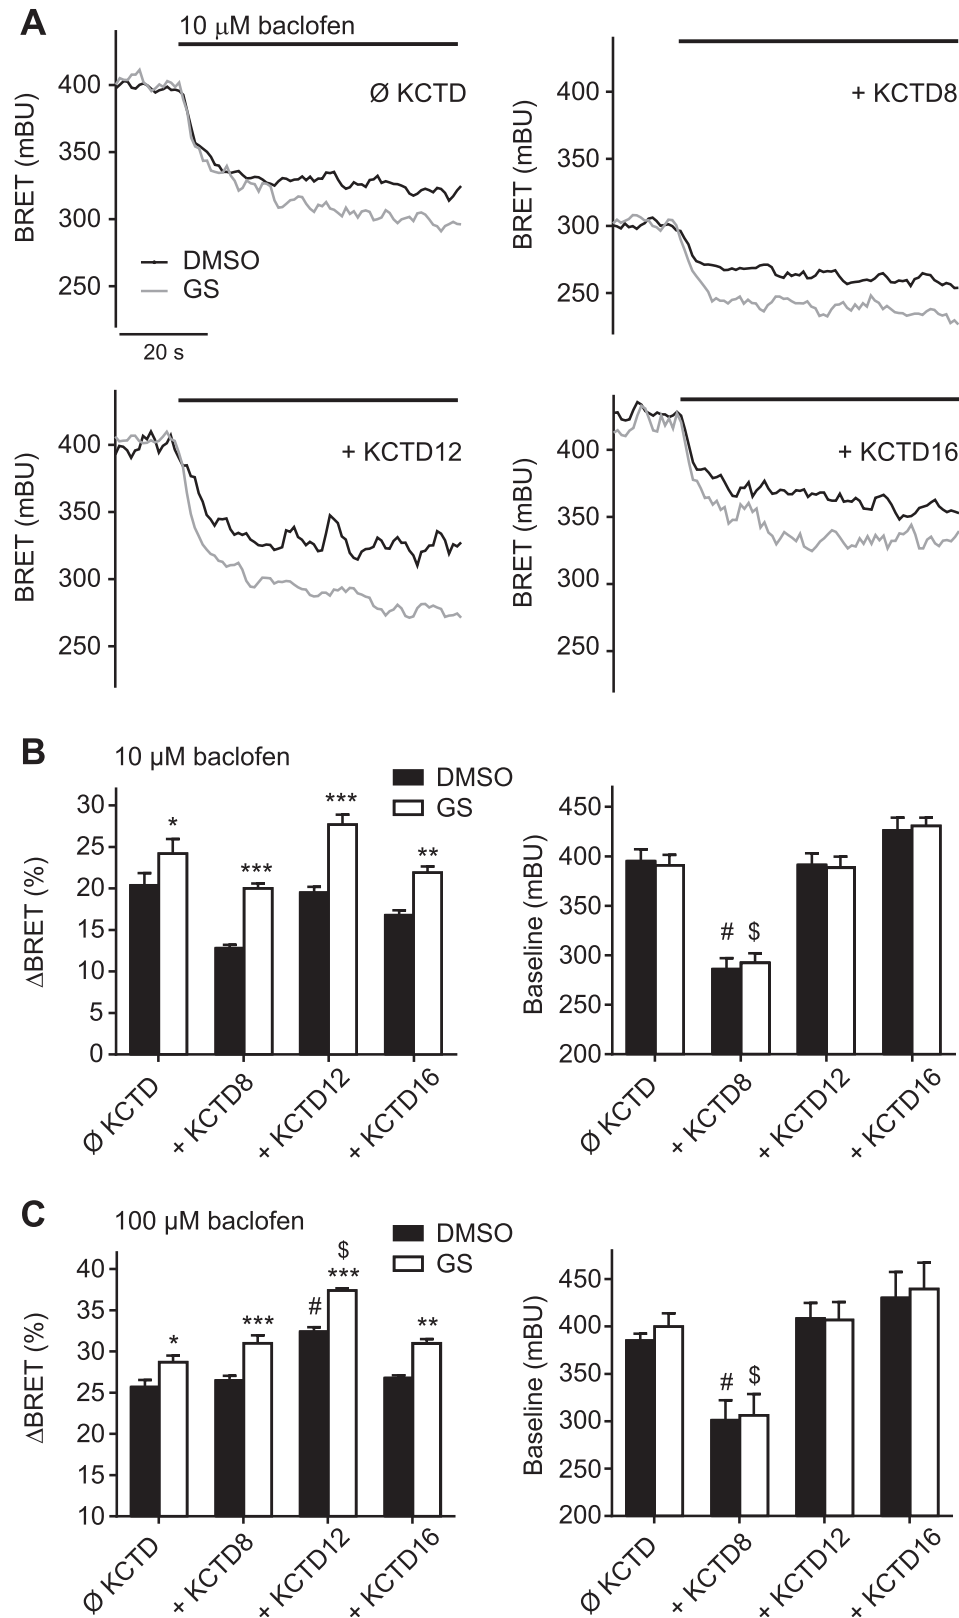 A
10 μM baclofen
Ø KCTD
BRET (mBU)
400
350
300
250
DMSO
GS
20 s
+ KCTD8
BRET (mBU)
400
350
300
250
+ KCTD12
BRET (mBU)
400
350
300
250
+ KCTD16
BRET (mBU)
400
350
300
250
B
10 μM baclofen
DMSO
GS
ΔBRET (%)
30
25
20
15
10
5
0
*
***
***
**
Ø KCTD
+ KCTD8
+ KCTD12
+ KCTD16
Baseline (mBU)
450
400
350
300
250
200
# $
Ø KCTD
+ KCTD8
+ KCTD12
+ KCTD16
C
100 μM baclofen
DMSO
GS
ΔBRET (%)
40
35
30
25
20
15
10
*
***
#
$
***
**
Ø KCTD
+ KCTD8
+ KCTD12
+ KCTD16
Baseline (mBU)
450
400
350
300
250
200
# $
Ø KCTD
+ KCTD8
+ KCTD12
+ KCTD16